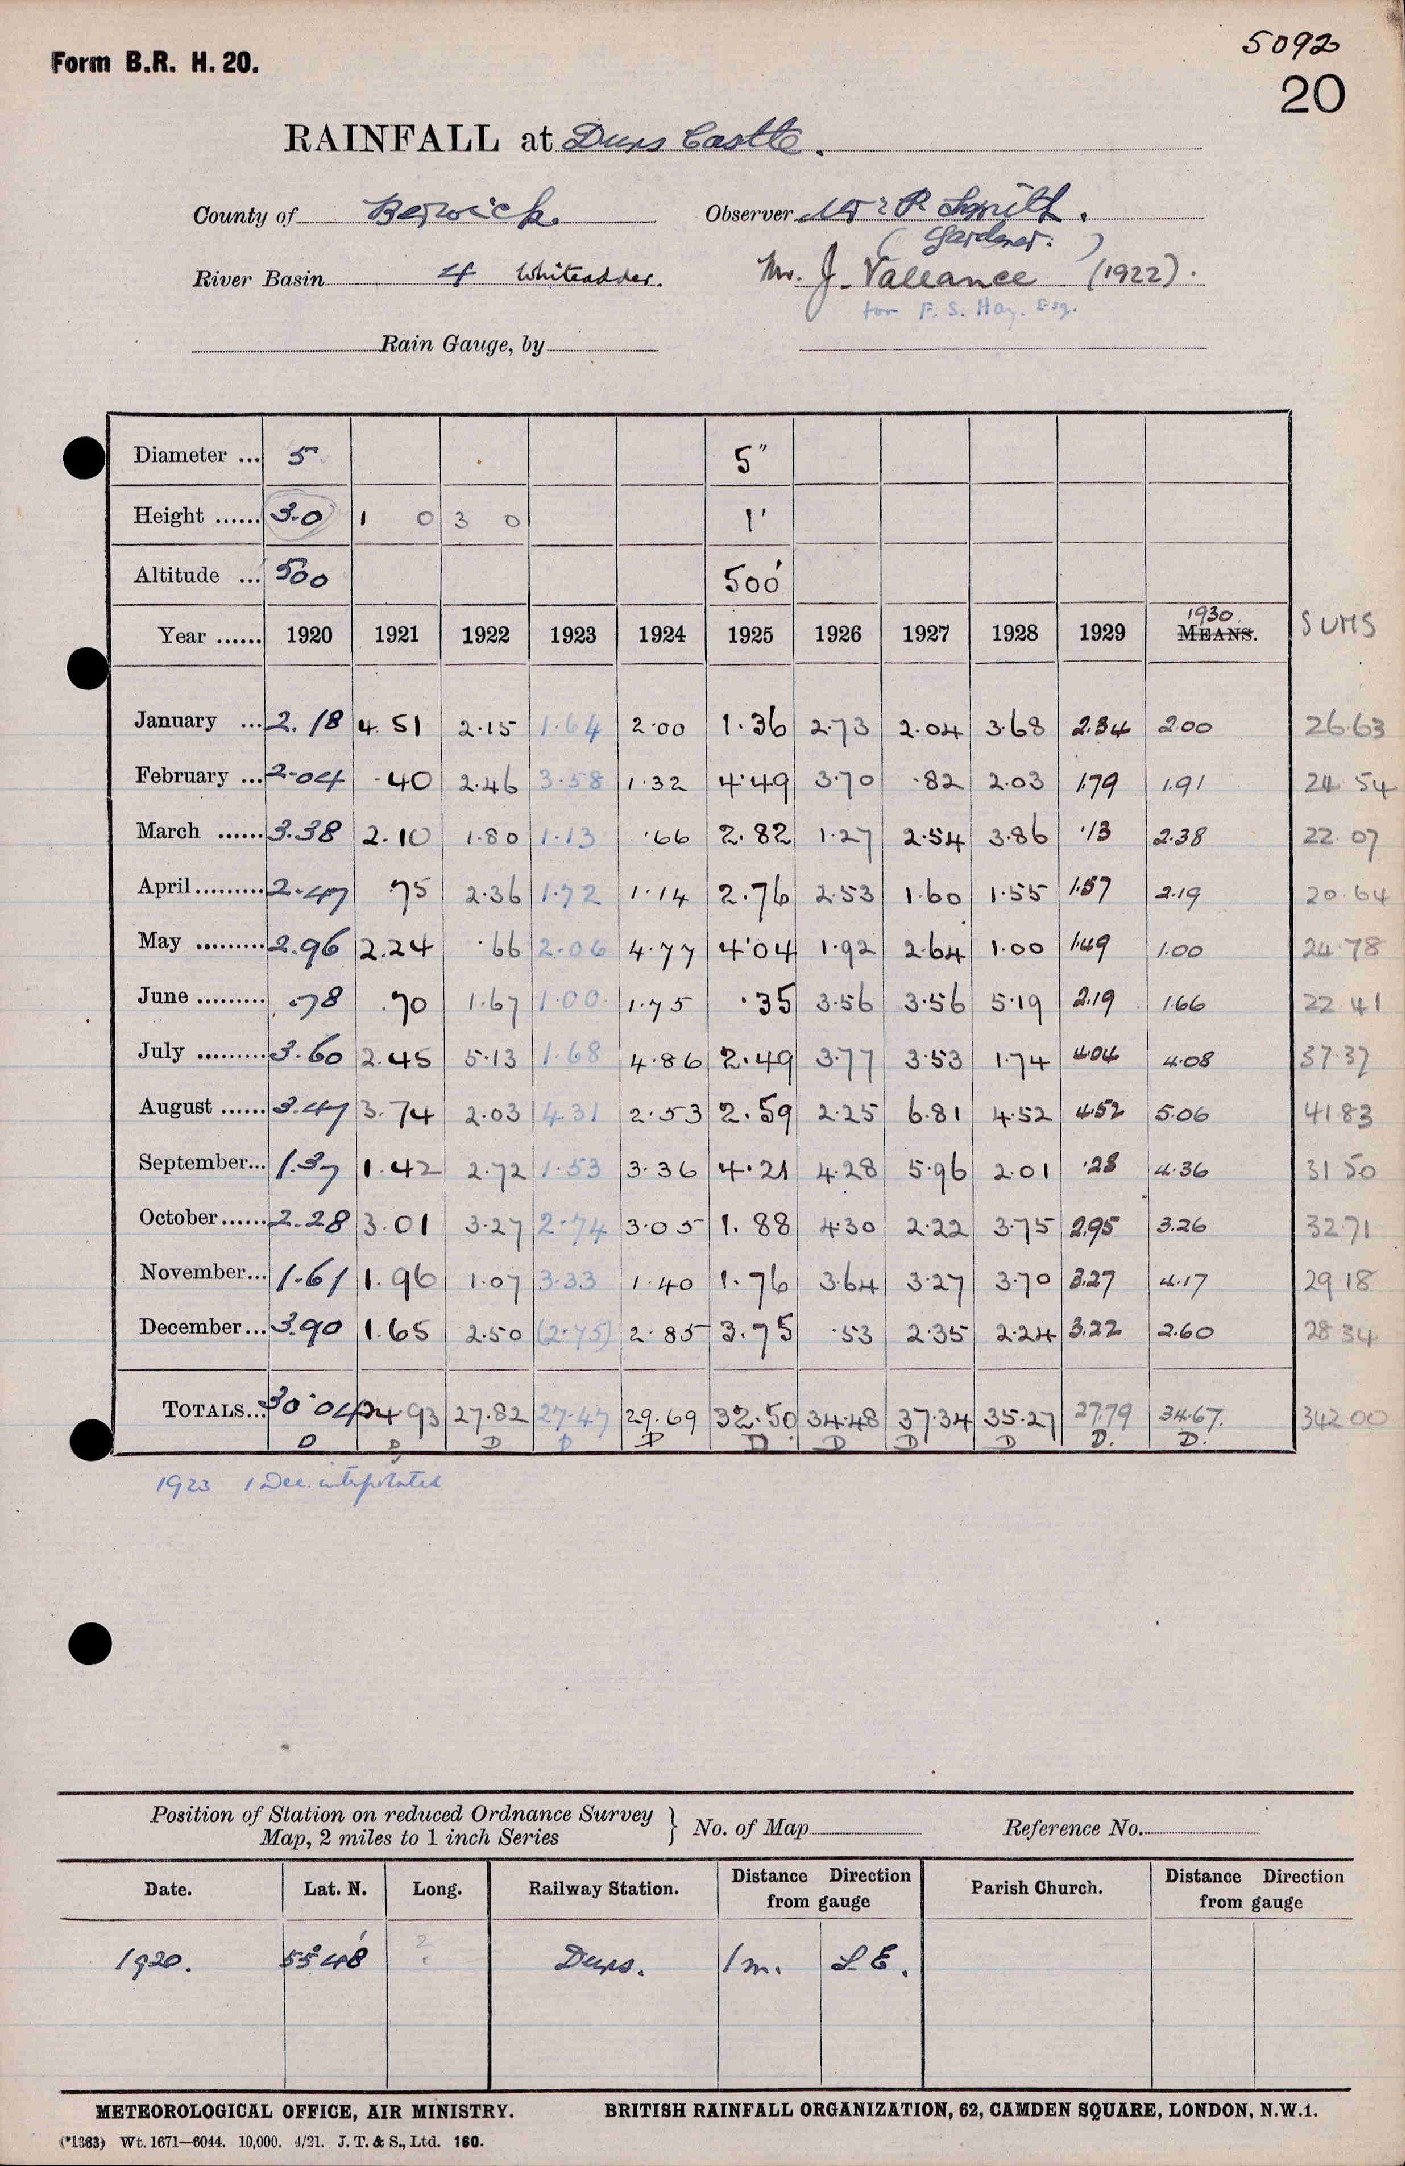 5092
Form B.R. H. 20.
20
RAINFALL at Duns Castle.
County of Berwick. Observer Mr. R Smith.
(Gardener.)
River Basin 4 Whiteadder. Mr. J. Vallance (1922).
for F. S. Hay. Esq.
Rain Gauge, by
Diameter ... 5 5"
Height ...... 3.0 1 0 3 0 1'
Altitude ... 500 500'
1930.
Year ...... 1920 1921 1922 1923 1924 1925 1926 1927 1928 1929 MEANS. SUMS
January ... 2.18 4.51 2.15 1.64 2.00 1.36 2.73 2.04 3.68 2.34 2.00 26.63
February ... 2.04 .40 2.46 3.58 1.32 4.49 3.70 .82 2.03 1.79 1.91 24 54
March ...... 3.38 2.10 1.80 1.13 .66 2.82 1.27 2.54 3.86 .13 2.38 22.07
April......... 2.47 .75 2.36 1.72 1.14 2.76 2.53 1.60 1.55 1.57 2.19 20.64
May ......... 2.96 2.24 .66 2.06 4.77 4.04 1.92 2.64 1.00 1.49 1.00 24.78
June ......... .78 .70 1.67 1.00 1.75 .35 3.56 3.56 5.19 2.19 1.66 22 41
July ......... 3.60 2.45 5.13 1.68 4.86 2.49 3.77 3.53 1.74 4.04 4.08 37.37
August ...... 3.47 3.74 2.03 4.31 2.53 2.59 2.25 6.81 4.52 4.52 5.06 41.83
September... 1.37 1.42 2.72 1.53 3.36 4.21 4.28 5.96 2.01 .28 4.36 31 50
October...... 2.28 3.01 3.27 2.74 3.05 1.88 4.30 2.22 3.75 2.95 3.26 32.71
November... 1.61 1.96 1.07 3.33 1.40 1.76 3.64 3.27 3.70 3.27 4.17 29 18
December... 3.90 1.65 2.50 (2.75) 2.85 3.75 .53 2.35 2.24 3.22 2.60 28 34
TOTALS... 30.04 24.93 27.82 27.47 29.69 32.50 34.48 37.34 35.27 27.79 34.67. 342 00
D D D D D D D D D D. D.
1923 1 Dec. interpolated
Position of Station on reduced Ordnance Survey
Map, 2 miles to 1 inch Series } No. of Map Reference No.
Date. Lat. N. Long. Railway Station. Distance Direction from gauge Parish Church. Distance Direction from gauge
1920. 55°48' ? Duns. 1 m. S E.
METEOROLOGICAL OFFICE, AIR MINISTRY. BRITISH RAINFALL ORGANIZATION, 62, CAMDEN SQUARE, LONDON, N.W.1.
(*1363) Wt. 1671—6044. 10,000. 4/21. J. T. & S., Ltd. 160.